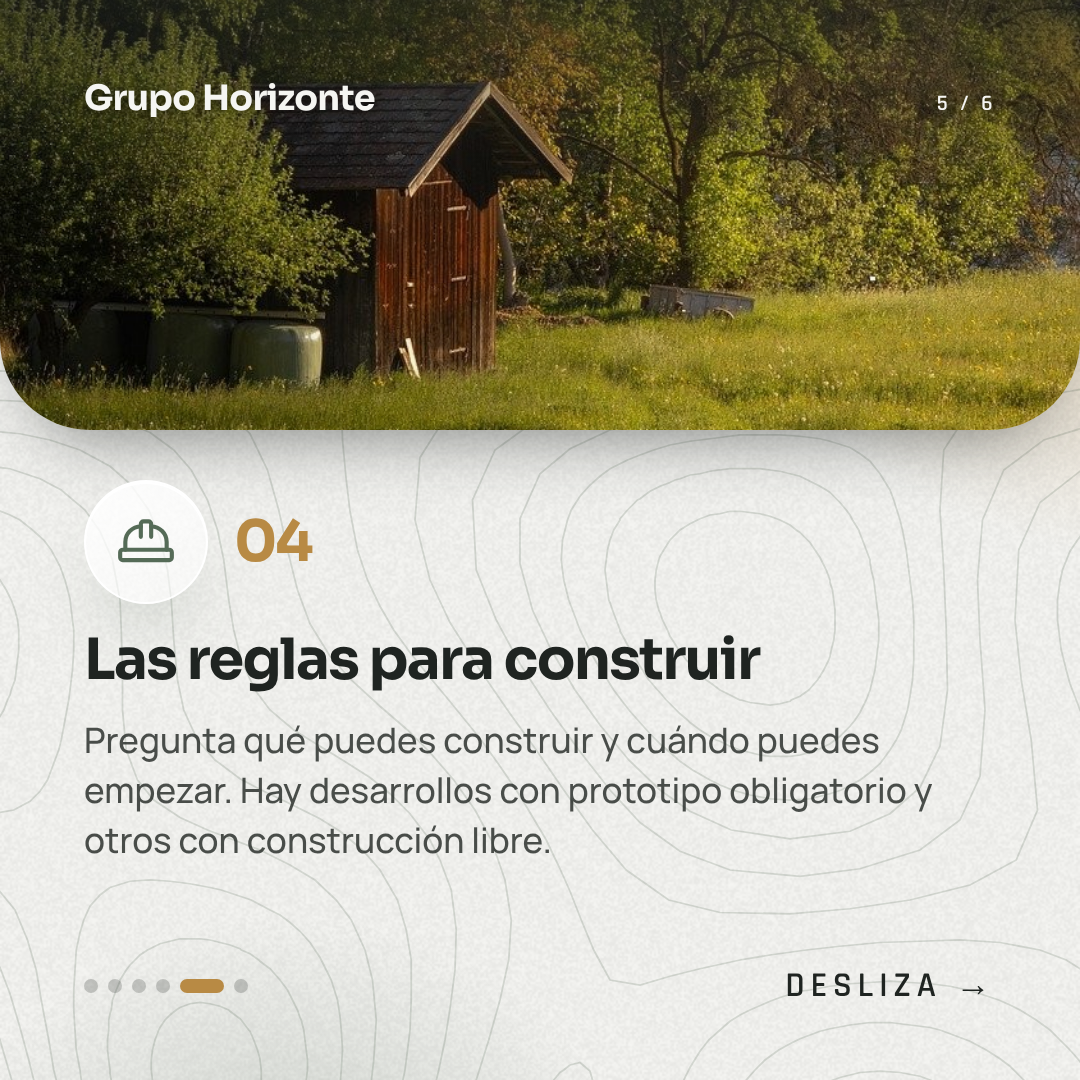 Grupo Horizonte
5 / 6
04
Las reglas para construir
Pregunta qué puedes construir y cuándo puedes
empezar. Hay desarrollos con prototipo obligatorio y
otros con construcción libre.
DESLIZA →